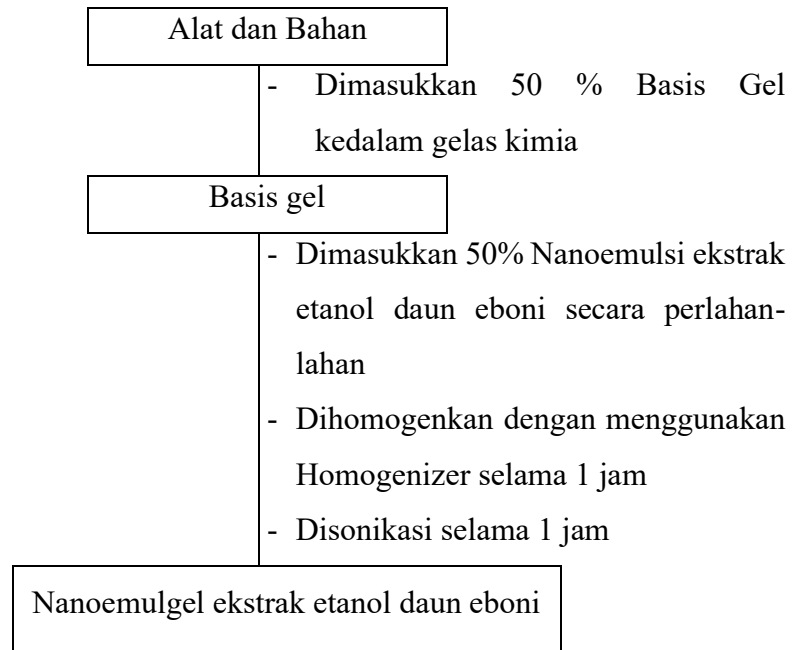 Alat dan Bahan
- Dimasukkan 50 % Basis Gel
kedalam gelas kimia
Basis gel
- Dimasukkan 50% Nanoemulsi ekstrak
etanol daun eboni secara perlahan-
lahan
- Dihomogenkan dengan menggunakan
Homogenizer selama 1 jam
- Disonikasi selama 1 jam
Nanoemulgel ekstrak etanol daun eboni